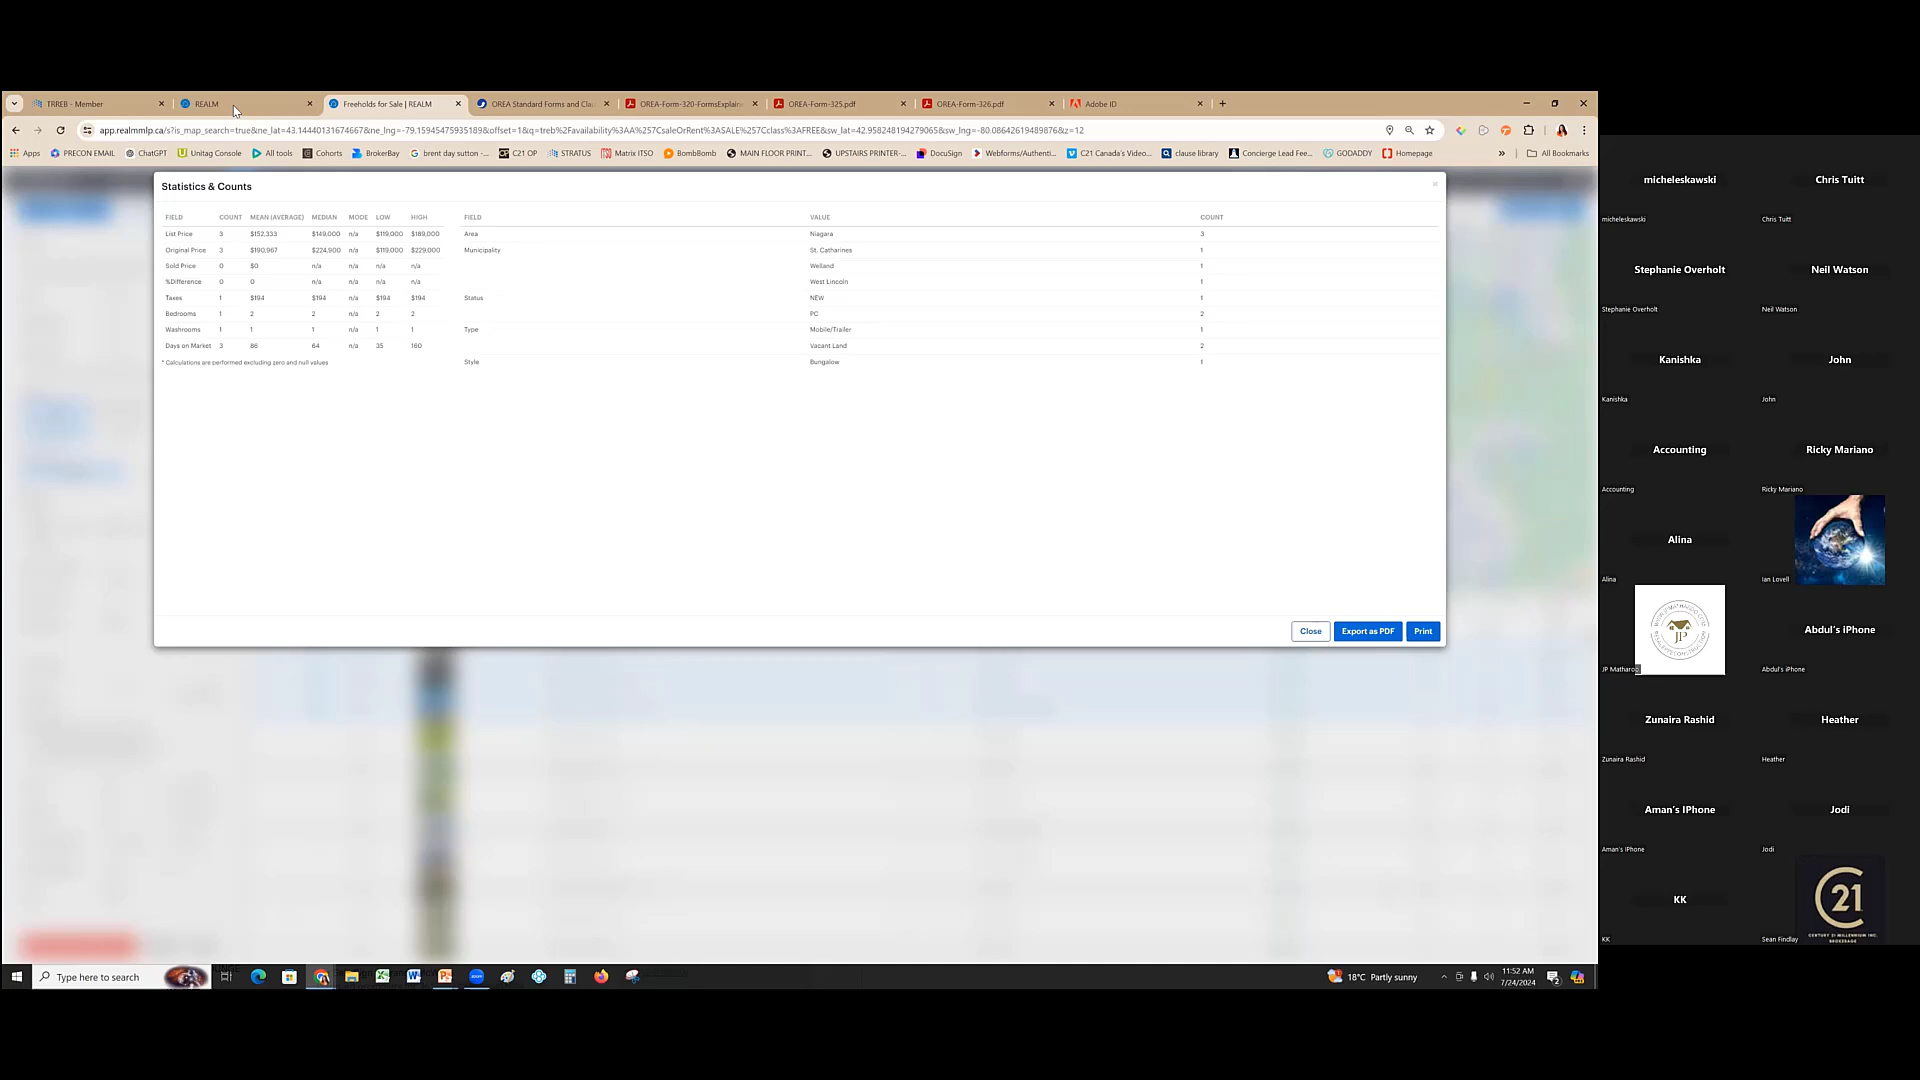 TRREB - Member
REALM
Freeholds for Sale | REALM
OREA Standard Forms and Cla
OREA-Form-320-FormsExplain
OREA-Form-325.pdf
OREA-Form-326.pdf
Adobe ID
app.realmmlp.ca/s?is_map_search=true&ne_lat=43.14440131674667&ne_lng=-79.15945475935189&offset=1&q=treb%2Favailability%3AA%257CsaleOrRent%3ASALE%257Cclass%3AFREE&sw_lat=42.958248194279065&sw_lng=-80.08642619489876&z=12
Apps PRECON EMAIL ChatGPT Unitag Console All tools Cohorts BrokerBay brent day sutton -... C21 OP STRATUS Matrix ITSO BombBomb MAIN FLOOR PRINT... UPSTAIRS PRINTER-... DocuSign Webforms/Authenti... C21 Canada's Video... clause library Concierge Lead Fee... GODADDY Homepage » All Bookmarks
Statistics & Counts
FIELD COUNT MEAN (AVERAGE) MEDIAN MODE LOW HIGH FIELD VALUE COUNT
List Price 3 $152,333 $149,000 n/a $119,000 $189,000 Area Niagara 3
Original Price 3 $190,967 $224,900 n/a $119,000 $229,000 Municipality St. Catharines 1
Sold Price 0 $0 n/a n/a n/a n/a Welland 1
%Difference 0 0 n/a n/a n/a n/a West Lincoln 1
Taxes 1 $194 $194 n/a $194 $194 Status NEW 1
Bedrooms 1 2 2 n/a 2 2 PC 2
Washrooms 1 1 1 n/a 1 1 Type Mobile/Trailer 1
Days on Market 3 86 64 n/a 35 160 Vacant Land 2
* Calculations are performed excluding zero and null values Style Bungalow 1
Close Export as PDF Print
Type here to search
18°C Partly sunny
11:52 AM
7/24/2024
2
micheleskawski
Chris Tuitt
micheleskawski
Chris Tuitt
Stephanie Overholt
Neil Watson
Stephanie Overholt
Neil Watson
Kanishka
John
Kanishka
John
Accounting
Ricky Mariano
Accounting
Ricky Mariano
Alina
Alina
Ian Lovell
JP
JP Matharoo
Abdul's iPhone
Abdul's iPhone
Zunaira Rashid
Heather
Zunaira Rashid
Heather
Aman's IPhone
Jodi
Aman's IPhone
Jodi
KK
KK
21
CENTURY 21 MILLENNIUM INC.
BROKERAGE
Sean Findlay